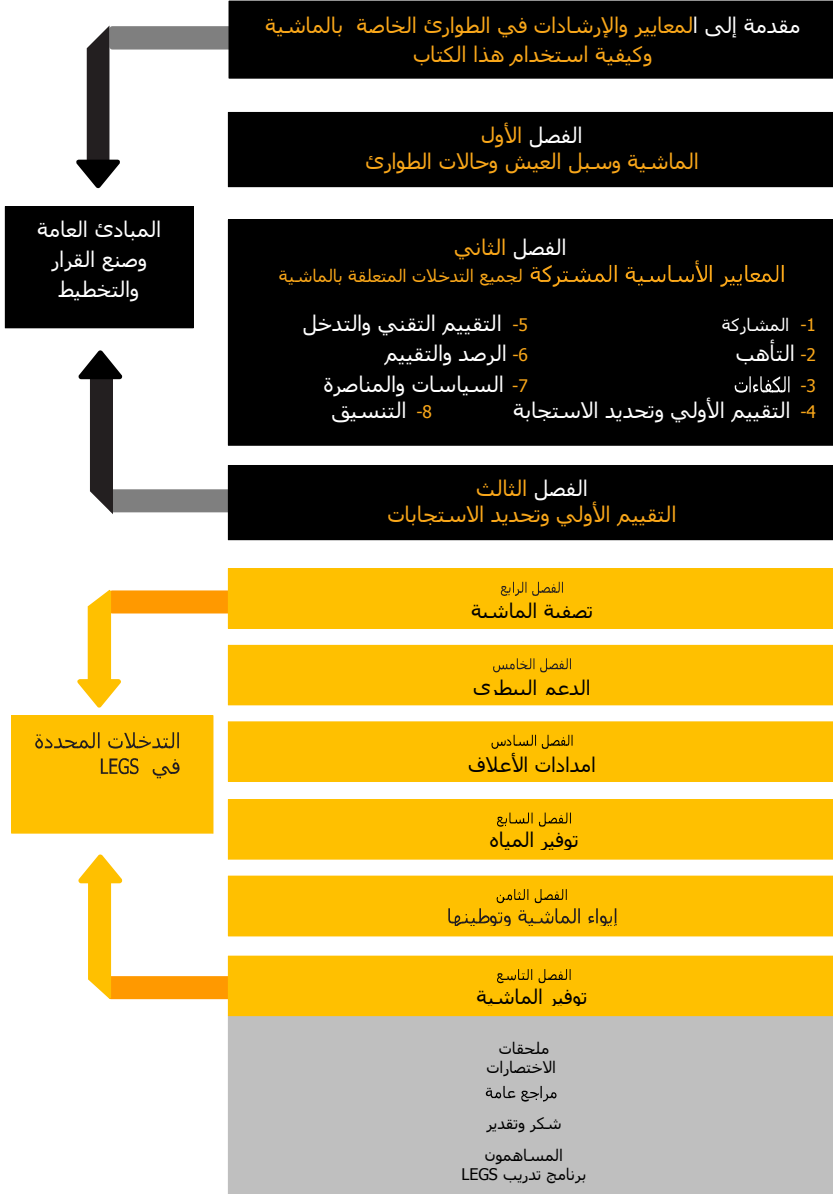 مقدمة إلى المعايير والإرشادات في الطوارئ الخاصة بالماشية
وكيفية استخدام هذا الكتاب
الفصل الأول
الماشية وسبل العيش وحالات الطوارئ
المبادئ العامة
وصنع القرار
والتخطيط
الفصل الثاني
المعايير الأساسية المشتركة لجميع التدخلات المتعلقة بالماشية
1- المشاركة
2- التأهب
3- الكفاءات
4- التقييم الأولي وتحديد الاستجابة
5- التقييم التقني والتدخل
6- الرصد والتقييم
7- السياسات والمناصرة
8- التنسيق
الفصل الثالث
التقييم الأولي وتحديد الاستجابات
الفصل الرابع
تصفية الماشية
الفصل الخامس
الدعم البيطري
التدخلات المحددة
في LEGS
الفصل السادس
امدادات الأعلاف
الفصل السابع
توفير المياه
الفصل الثامن
إيواء الماشية وتوطينها
الفصل التاسع
توفير الماشية
ملحقات
الاختصارات
مراجع عامة
شكر وتقدير
المساهمون
برنامج تدريب LEGS